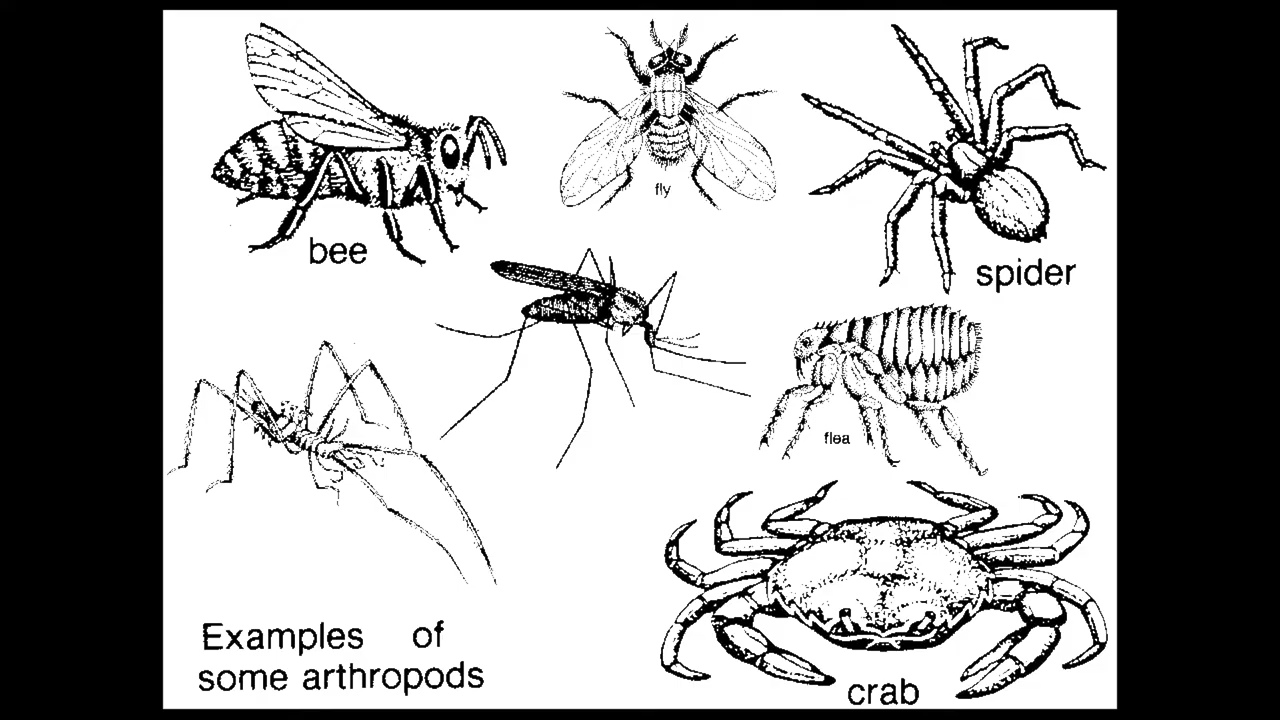 fly
bee
spider
flea
Examples of
some arthropods
crab